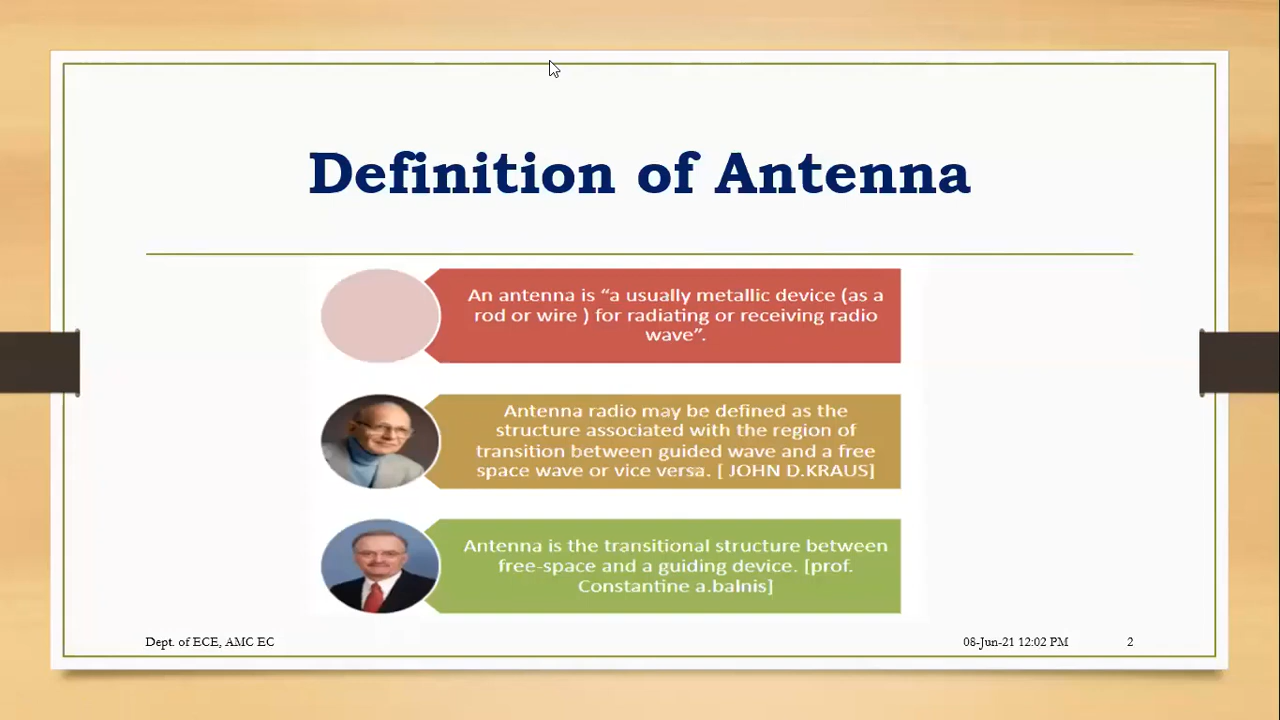 Definition of Antenna
An antenna is “a usually metallic device (as a
rod or wire ) for radiating or receiving radio
wave”.
Antenna radio may be defined as the
structure associated with the region of
transition between guided wave and a free
space wave or vice versa. [ JOHN D.KRAUS]
Antenna is the transitional structure between
free-space and a guiding device. [prof.
Constantine a.balnis]
Dept. of ECE, AMC EC
08-Jun-21 12:02 PM
2